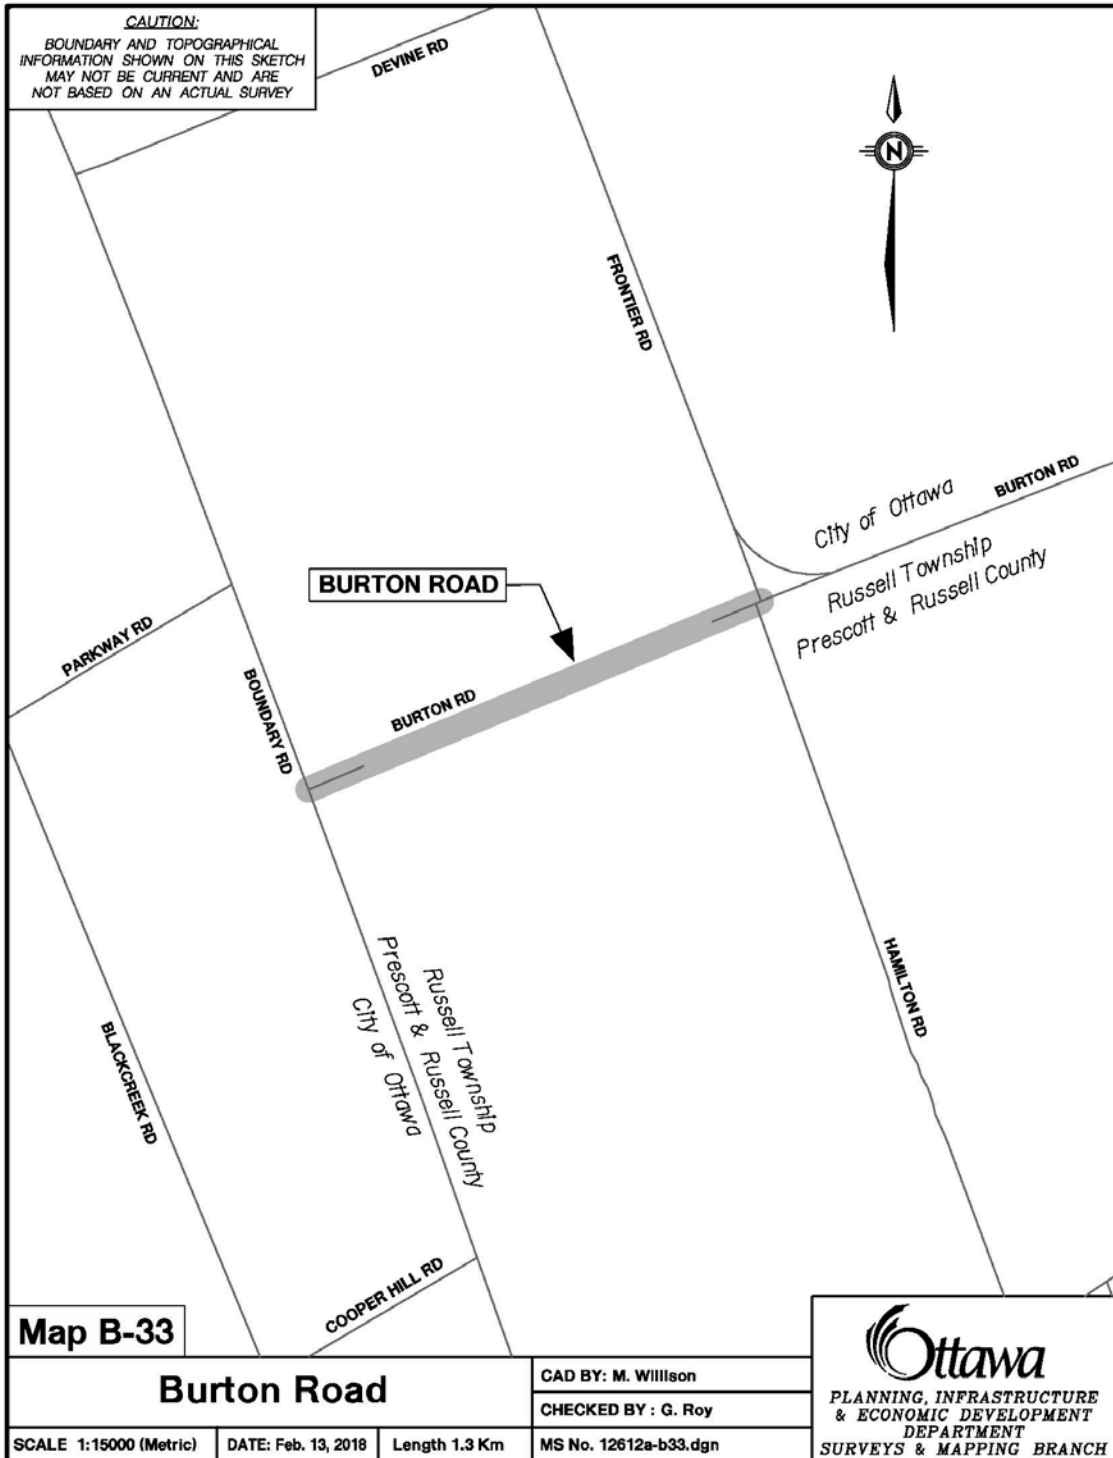 CAUTION:
BOUNDARY AND TOPOGRAPHICAL
INFORMATION SHOWN ON THIS SKETCH
MAY NOT BE CURRENT AND ARE
NOT BASED ON AN ACTUAL SURVEY
DEVINE RD
N
FRONTIER RD
City of Ottawa
BURTON RD
Russell Township
Prescott & Russell County
BURTON ROAD
PARKWAY RD
BOUNDARY RD
BURTON RD
HAMILTON RD
Russell Township
Prescott & Russell County
City of Ottawa
BLACKCREEK RD
COOPER HILL RD
Map B-33
Burton Road
SCALE 1:15000 (Metric)
DATE: Feb. 13, 2018
Length 1.3 Km
CAD BY: M. Willison
CHECKED BY : G. Roy
MS No. 12612a-b33.dgn
Ottawa
PLANNING, INFRASTRUCTURE
& ECONOMIC DEVELOPMENT
DEPARTMENT
SURVEYS & MAPPING BRANCH